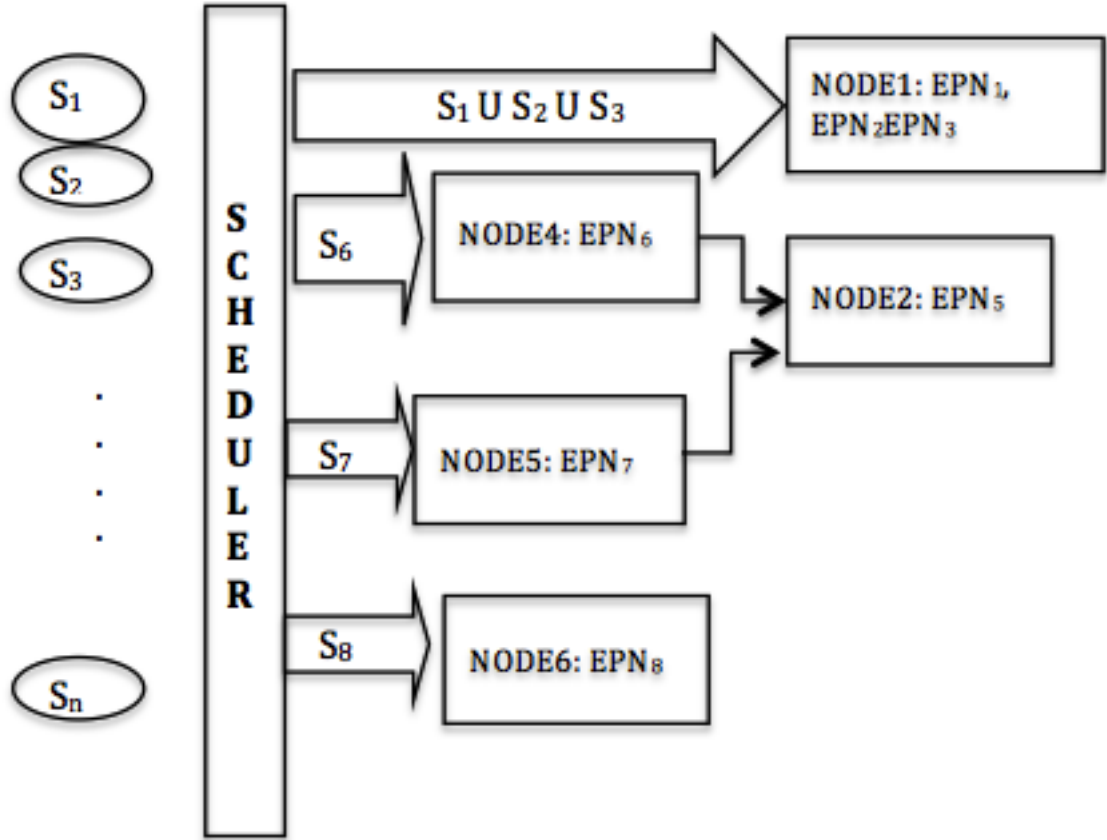 S₁
S₂
S₃
.
.
.
.
Sₙ
SCHEDULER
S₁ U S₂ U S₃
NODE1: EPN₁,
EPN₂EPN₃
S₆
NODE4: EPN₆
NODE2: EPN₅
S₇
NODE5: EPN₇
S₈
NODE6: EPN₈